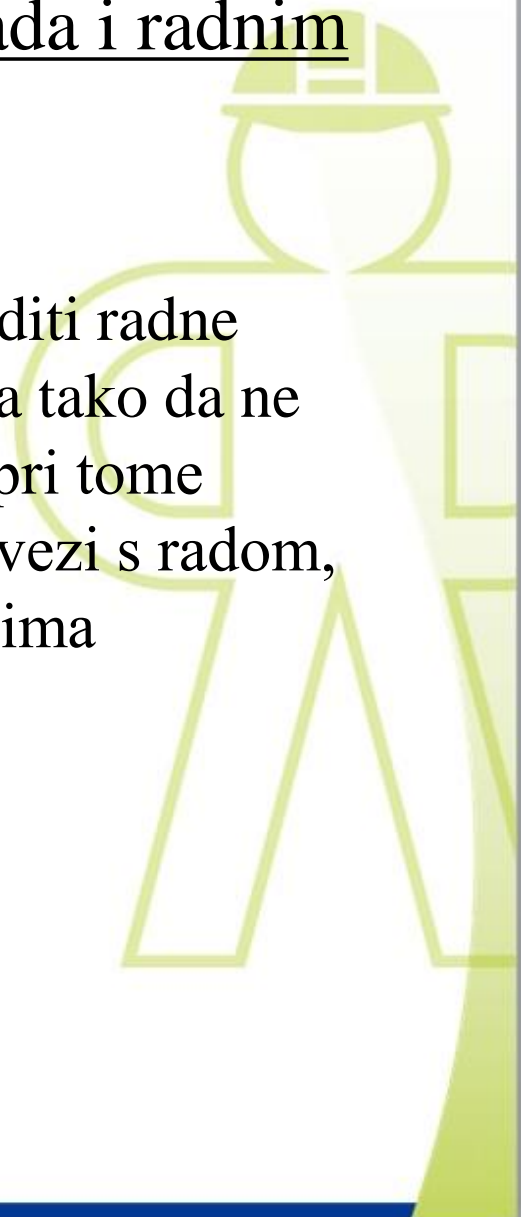 ada i radnim
diti radne
a tako da ne
pri tome
vezi s radom,
ima